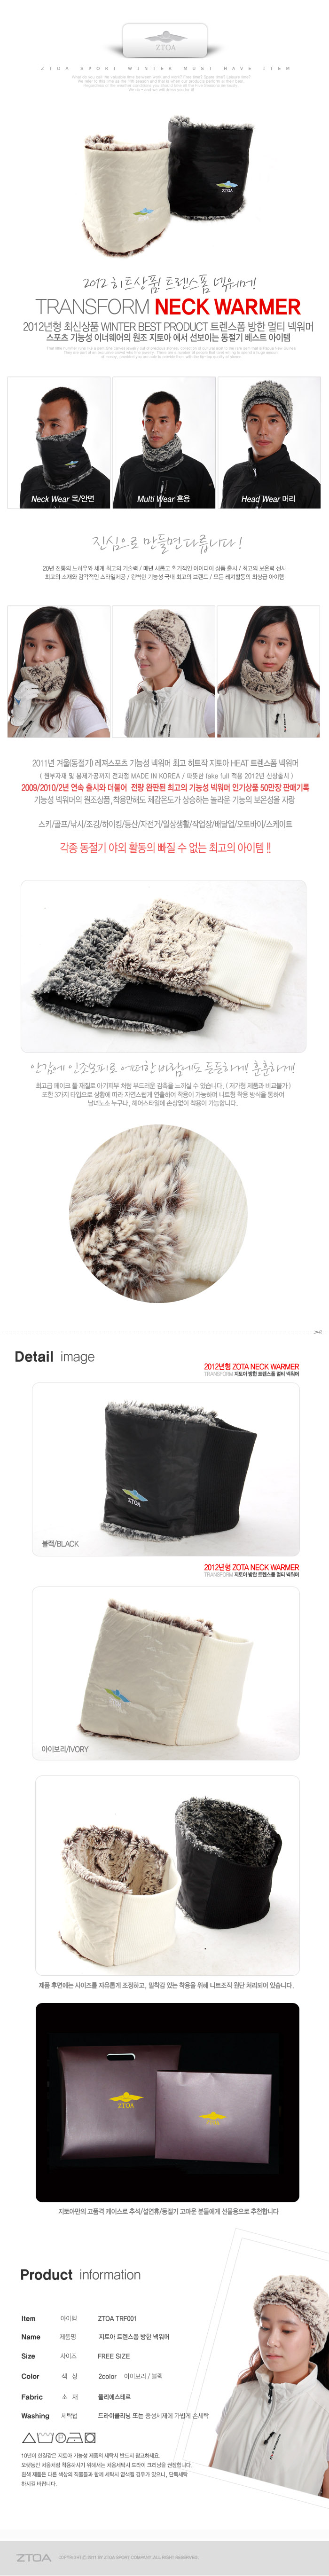 ZTOA
ZTOA SPORT WINTER MUST HAVE ITEM
ZTOA
ZTOA
2012 히트상품! 트렌스폼 넥워머!
TRANSFORM NECK WARMER
2012년형 최신상품 WINTER BEST PRODUCT 트렌스폼 방한 멀티 넥워머
스포츠 기능성 이너웨어의 원조 지토아 에서 선보이는 동절기 베스트 아이템
Neck Wear 목/안면
Multi Wear 혼용
Head Wear 머리
진심으로 만들면 다릅니다!
20년 전통의 노하우와 세계 최고의 기술력 / 매년 새롭고 획기적인 아이디어 상품 출시 / 최고의 보온력 선시
최고의 소재와 감각적인 스타일제공 / 완벽한 기능성 국내 최고의 브랜드 / 모든 레져활동의 최상급 아이템
2011년 겨울(동절기) 레져스포츠 기능성 넥워머 최고 히트작 지토아 HEAT 트렌스폼 넥워머
( 원부자재 및 봉제가공까지 전과정 MADE IN KOREA / 따뜻한 fake full 적용 2012년 신상출시 )
2009/2010/2년 연속 출시와 더불어 전량 완판된 최고의 기능성 넥워머 인기상품 50만장 판매기록
기능성 넥워머의 원조상품,착용만해도 체감온도가 상승하는 놀라운 기능의 보온성을 자랑
스키/골프/낚시/조깅/하이킹/등산/자전거/일상생활/작업장/배달업/오토바이/스케이트
각종 동절기 야외 활동의 빠질 수 없는 최고의 아이템 !!
안감에 인조모피로 어떠한 바람에도 든든하게 훈훈하게
최고급 페이크 퓰 재질로 아기피부 처럼 부드러운 감촉을 느끼실 수 있습니다. ( 저가형 제품과 비교불가 )
또한 3가지 타입으로 상황에 따라 자연스럽게 연출하여 착용이 가능하며 니트형 착용 방식을 통하여
남녀노소 누구나, 헤어스타일에 손상없이 착용이 가능합니다.
Detail image
2012년형 ZOTA NECK WARMER
TRANSFORM 지토아 방한 트렌스폼 멀티 넥워머
ZTOA
블랙/BLACK
2012년형 ZOTA NECK WARMER
TRANSFORM 지토아 방한 트렌스폼 멀티 넥워머
아이보리/IVORY
제품 후면에는 사이즈를 자유롭게 조정하고, 밀착감 있는 착용을 위해 니트조직 원단 처리되어 있습니다.
ZTOA
ZTOA
지토아만의 고품격 케이스로 추석/설연휴/동절기 고마운 분들에게 선물용으로 추천합니다
Product information
Item 아이템 ZTOA TRF001
Name 제품명 지토아 트렌스폼 방한 넥워머
Size 사이즈 FREE SIZE
Color 색 상 2color 아이보리 / 블랙
Fabric 소 재 폴리에스테르
Washing 세탁법 드라이클리닝 또는 중성세제에 가볍게 손세탁
10년이 한결같은 지토아 기능성 제품의 세탁시 반드시 참고하세요.
오랫동안 처음처럼 착용하시기 위해서는 처음세탁시 드라이 크리닝을 권장합니다.
흰색 제품은 다른 색상의 직물들과 함께 세탁시 염색될 경우가 있으니, 단독세탁
하시길 바랍니다.
ZTOA COPYRIGHT© 2011 BY ZTOA SPORT COMPANY. ALL RIGHT RESERVED.